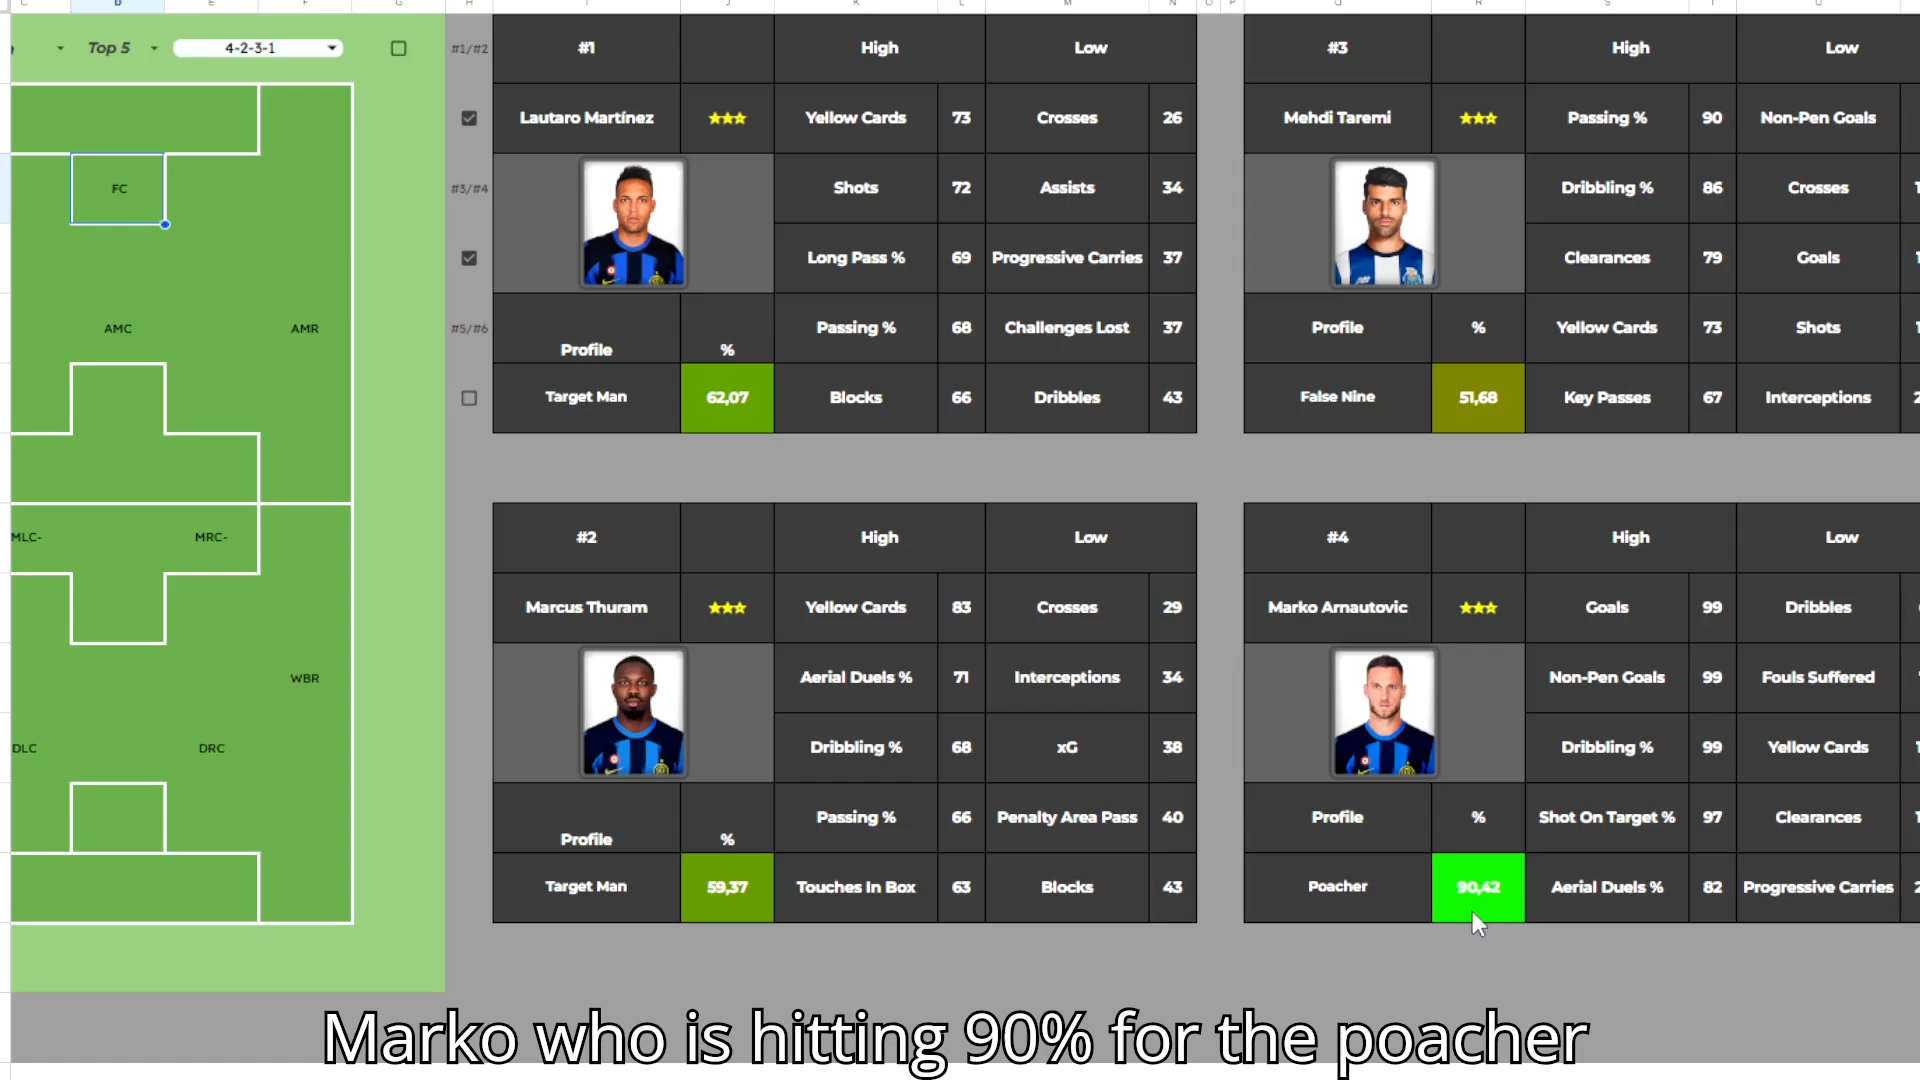 C D E F G H I J K L M N O P Q R S T U
Top 5 4-2-3-1
FC
AMC AMR
MLC- MRC-
WBR
DLC DRC
#1/#2
#3/#4
#5/#6
#1 High Low
Lautaro Martínez ★★★ Yellow Cards 73 Crosses 26
Shots 72 Assists 34
Long Pass % 69 Progressive Carries 37
Profile % Passing % 68 Challenges Lost 37
Target Man 62,07 Blocks 66 Dribbles 43
#3 High Low
Mehdi Taremi ★★★ Passing % 90 Non-Pen Goals
Dribbling % 86 Crosses
Clearances 79 Goals
Profile % Yellow Cards 73 Shots
False Nine 51,68 Key Passes 67 Interceptions
#2 High Low
Marcus Thuram ★★★ Yellow Cards 83 Crosses 29
Aerial Duels % 71 Interceptions 34
Dribbling % 68 xG 38
Profile % Passing % 66 Penalty Area Pass 40
Target Man 59,37 Touches In Box 63 Blocks 43
#4 High Low
Marko Arnautovic ★★★ Goals 99 Dribbles
Non-Pen Goals 99 Fouls Suffered
Dribbling % 99 Yellow Cards
Profile % Shot On Target % 97 Clearances
Poacher 90,42 Aerial Duels % 82 Progressive Carries
Marko who is hitting 90% for the poacher